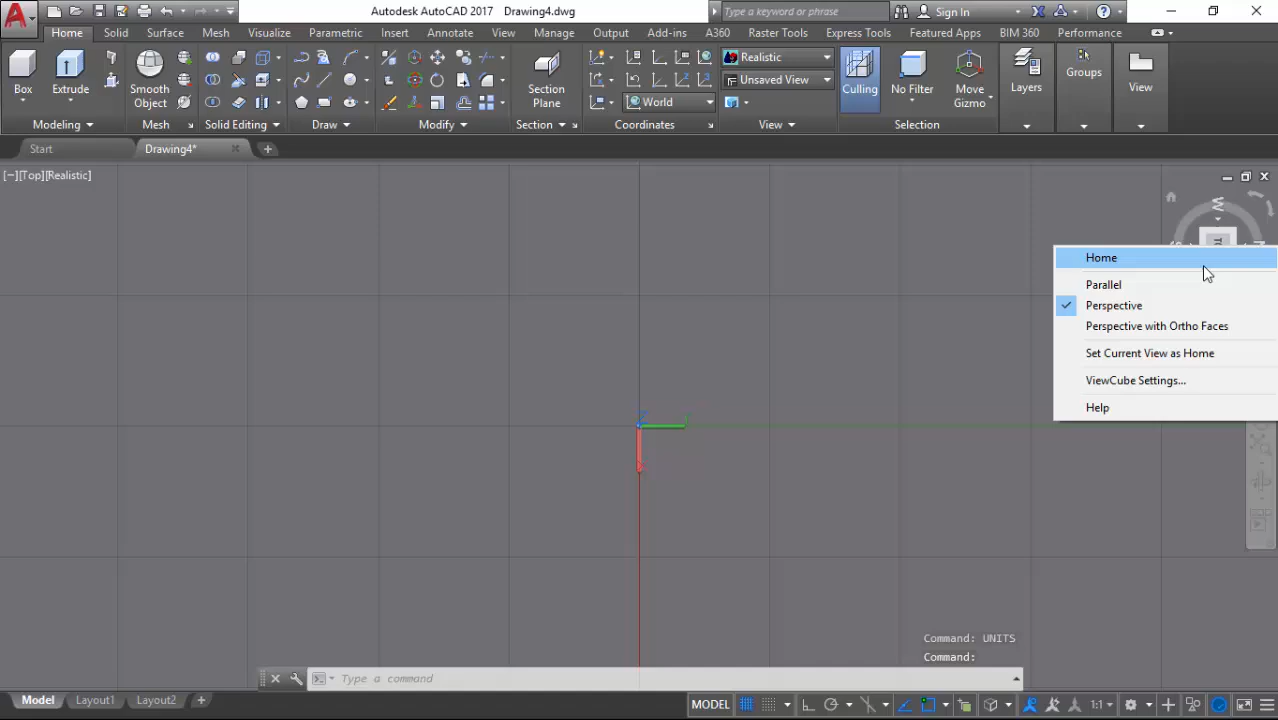 Autodesk AutoCAD 2017 Drawing4.dwg
Type a keyword or phrase
Sign In
Home Solid Surface Mesh Visualize Parametric Insert Annotate View Manage Output Add-ins A360 Raster Tools Express Tools Featured Apps BIM 360 Performance
Box
Extrude
Smooth Object
Section Plane
Realistic
Unsaved View
World
Culling
No Filter
Move Gizmo
Layers
Groups
View
Modeling
Mesh
Solid Editing
Draw
Modify
Section
Coordinates
View
Selection
Start
Drawing4*
[−][Top][Realistic]
W
Home
Parallel
Perspective
Perspective with Ortho Faces
Set Current View as Home
ViewCube Settings...
Help
Command: UNITS
Command:
Type a command
Model Layout1 Layout2
MODEL
1:1